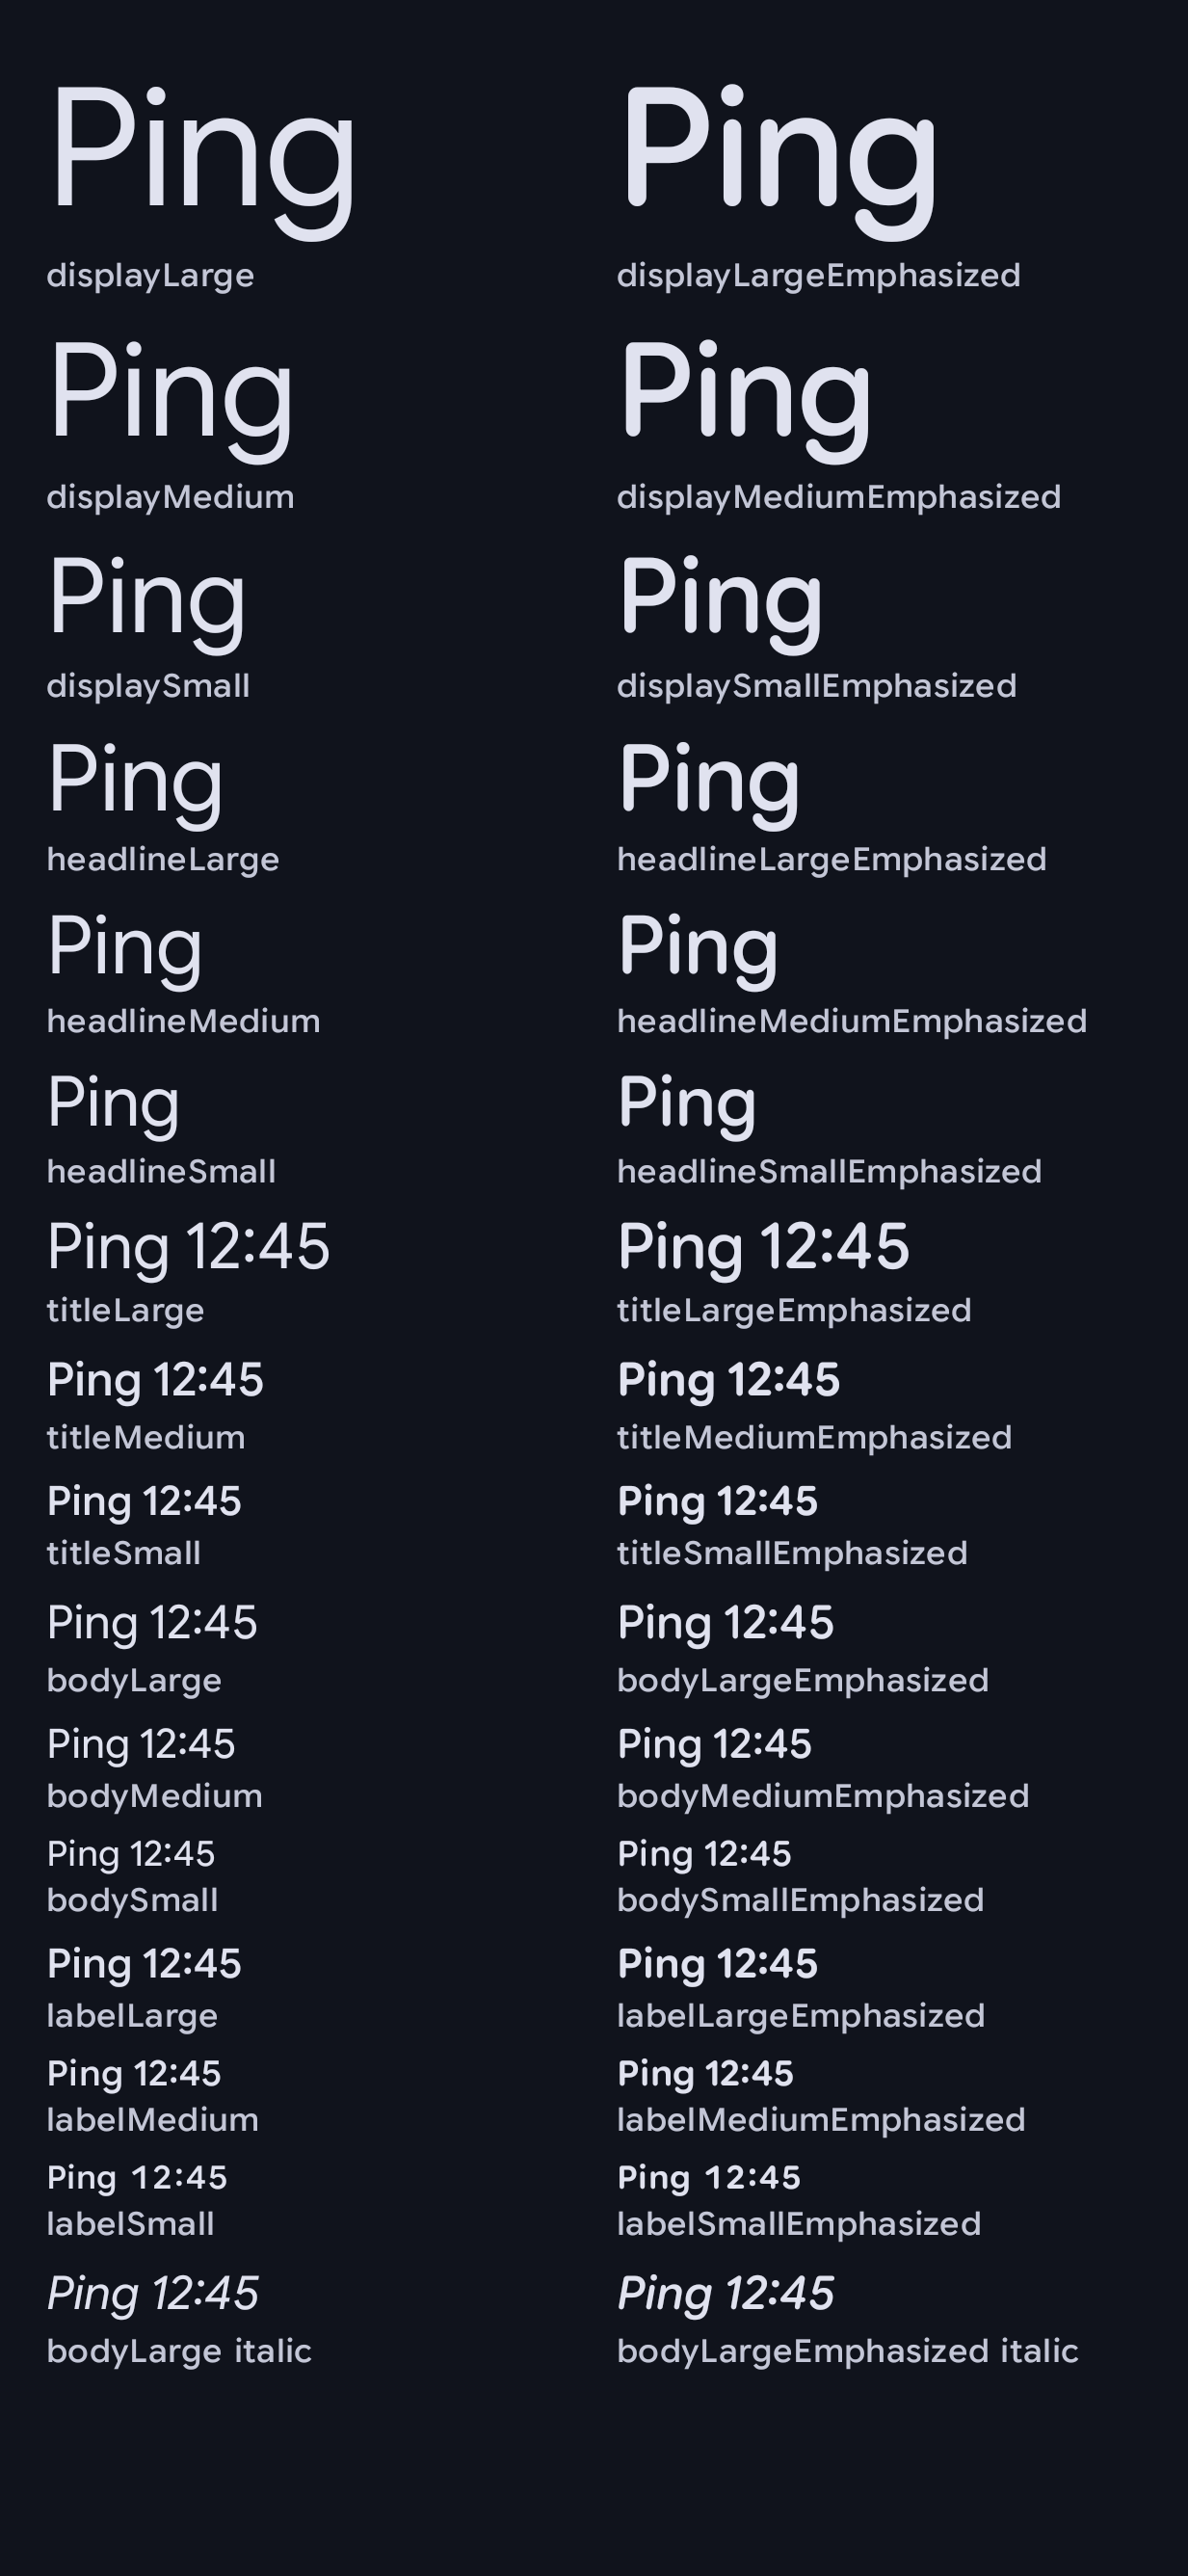 Ping Ping
displayLarge displayLargeEmphasized
Ping Ping
displayMedium displayMediumEmphasized
Ping Ping
displaySmall displaySmallEmphasized
Ping Ping
headlineLarge headlineLargeEmphasized
Ping Ping
headlineMedium headlineMediumEmphasized
Ping Ping
headlineSmall headlineSmallEmphasized
Ping 12:45 Ping 12:45
titleLarge titleLargeEmphasized
Ping 12:45 Ping 12:45
titleMedium titleMediumEmphasized
Ping 12:45 Ping 12:45
titleSmall titleSmallEmphasized
Ping 12:45 Ping 12:45
bodyLarge bodyLargeEmphasized
Ping 12:45 Ping 12:45
bodyMedium bodyMediumEmphasized
Ping 12:45 Ping 12:45
bodySmall bodySmallEmphasized
Ping 12:45 Ping 12:45
labelLarge labelLargeEmphasized
Ping 12:45 Ping 12:45
labelMedium labelMediumEmphasized
Ping 12:45 Ping 12:45
labelSmall labelSmallEmphasized
Ping 12:45 Ping 12:45
bodyLarge italic bodyLargeEmphasized italic